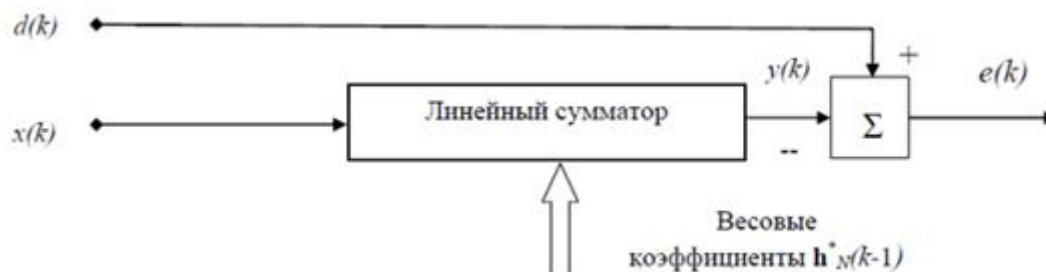 d(k)
y(k)
+
e(k)
x(k)
Линейный сумматор
Σ
--
Весовые
коэффициенты h*N(k-1)